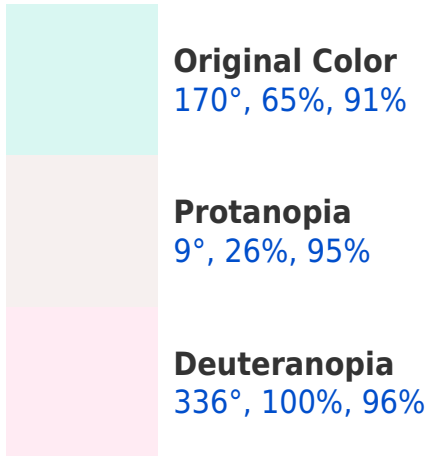 Original Color
170°, 65%, 91%
Protanopia
9°, 26%, 95%
Deuteranopia
336°, 100%, 96%